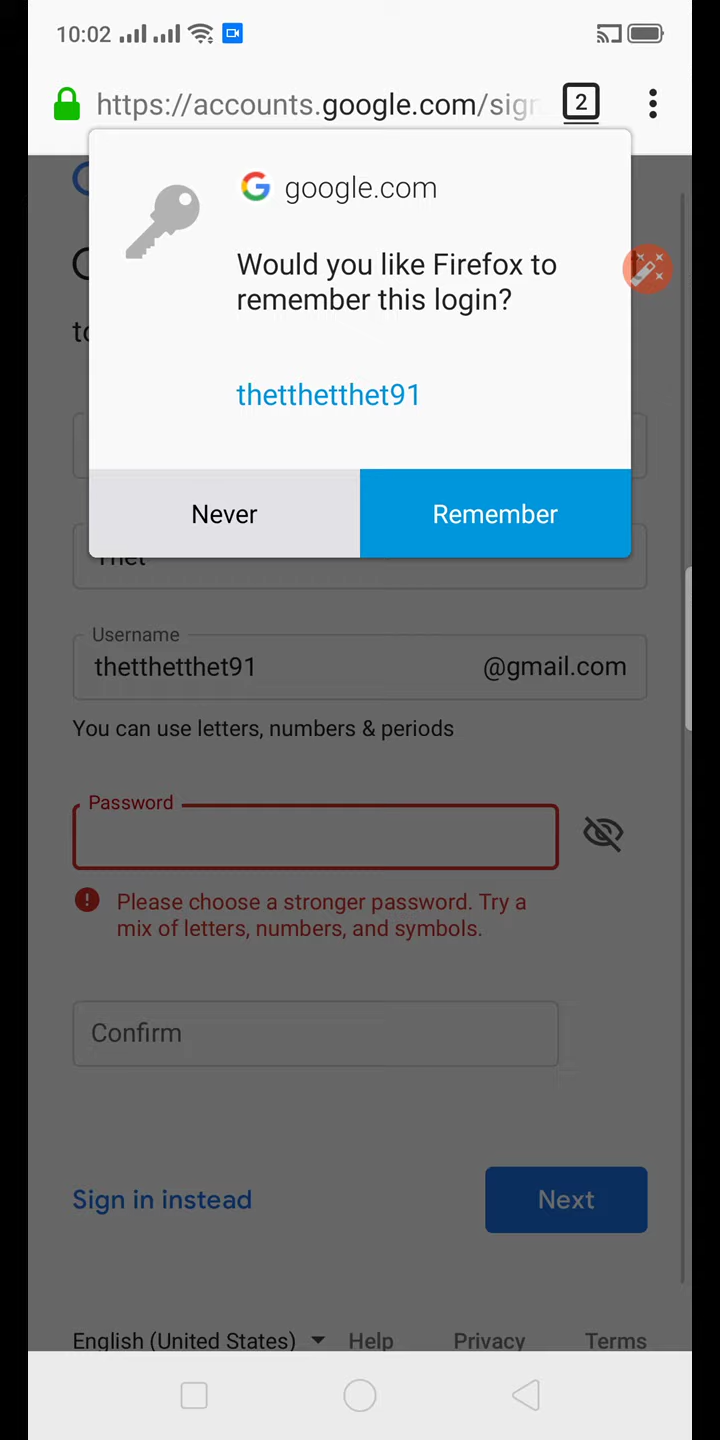 10:02
https://accounts.google.com/sign
2
google.com
Would you like Firefox to
remember this login?
thetthetthet91
Never
Remember
Thet
Username
thetthetthet91
@gmail.com
You can use letters, numbers & periods
Password
Please choose a stronger password. Try a
mix of letters, numbers, and symbols.
Confirm
Sign in instead
Next
English (United States)
Help
Privacy
Terms